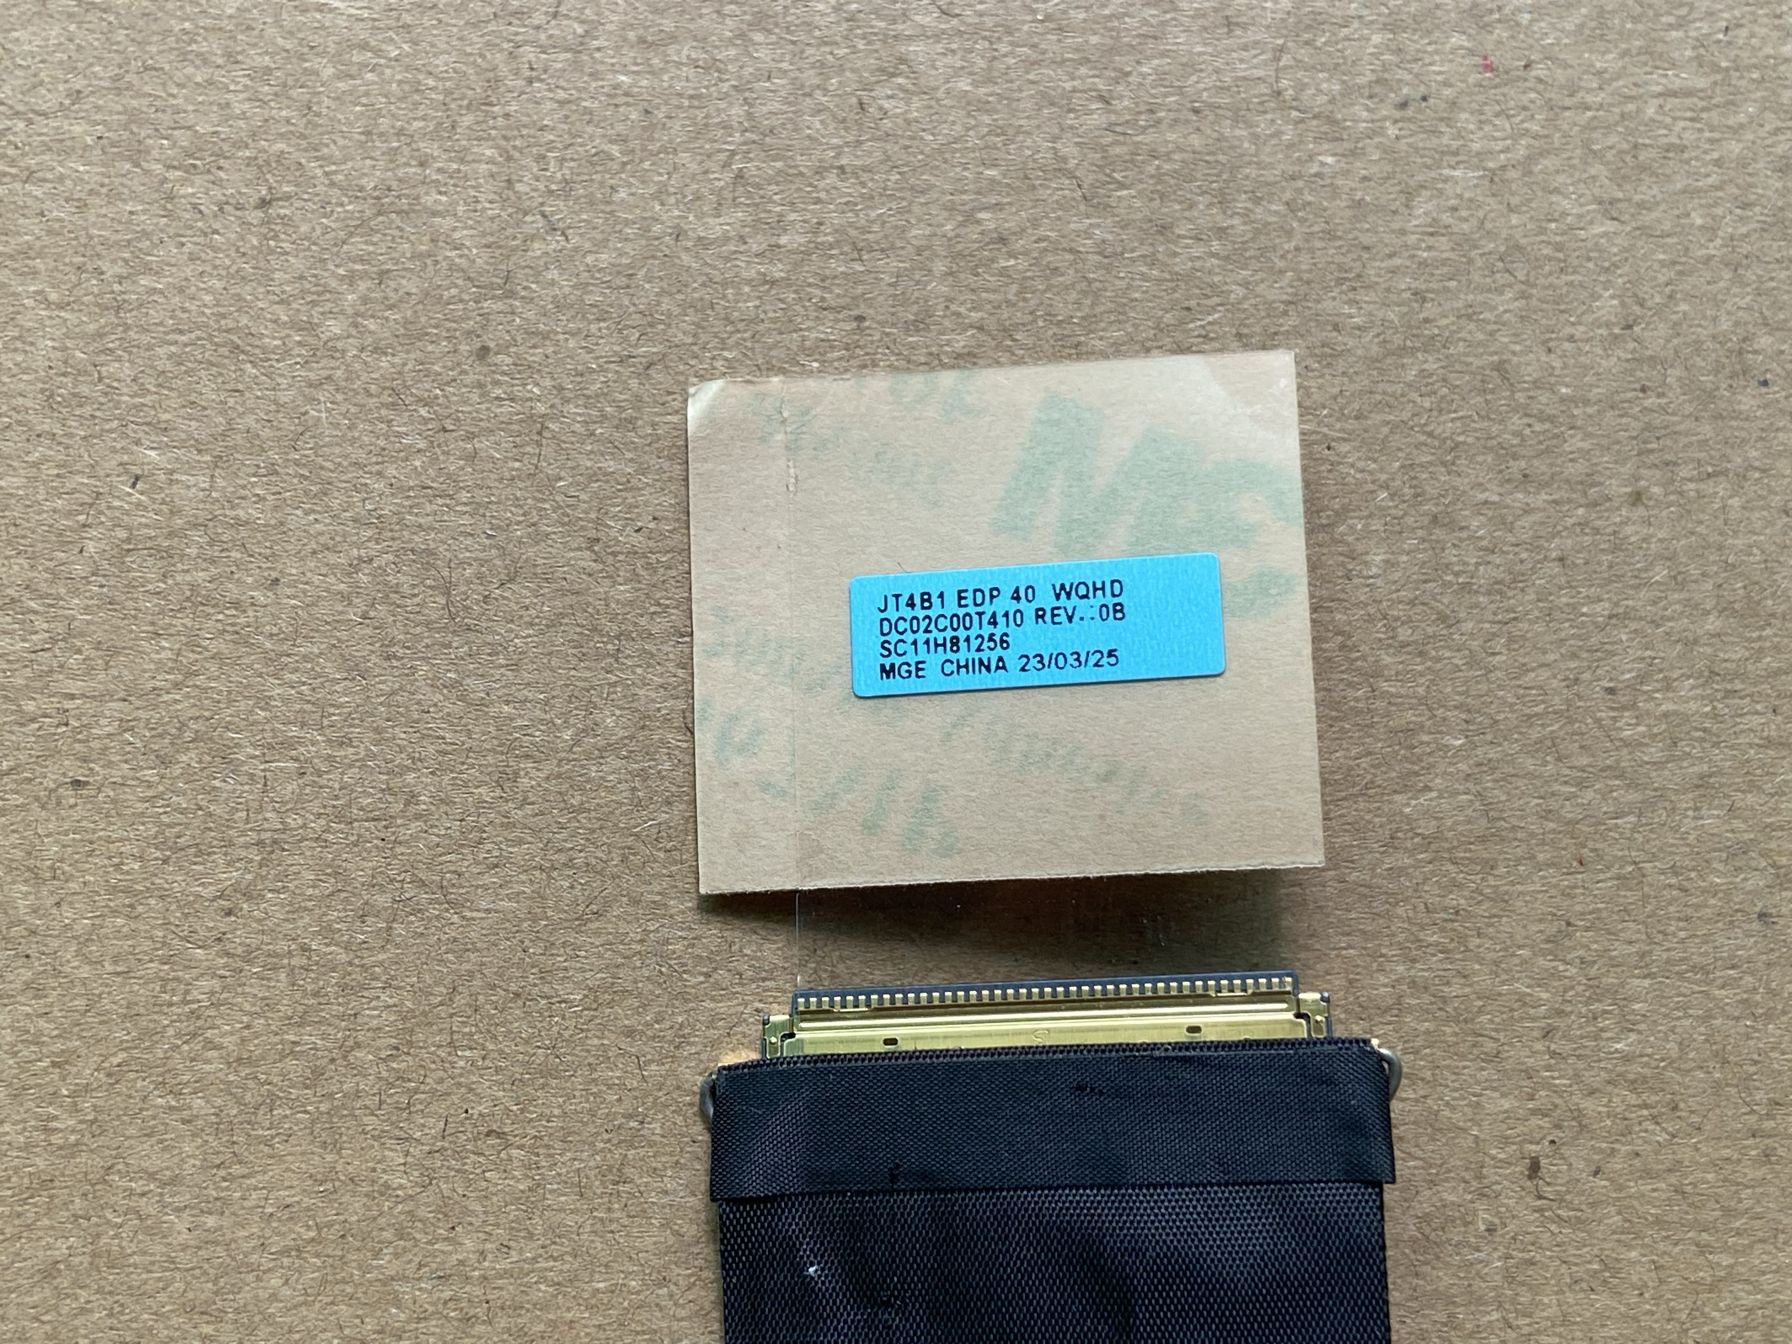 JT4B1 EDP 40 WQHD
DC02C00T410 REV.:0B
SC11H81256
MGE CHINA 23/03/25